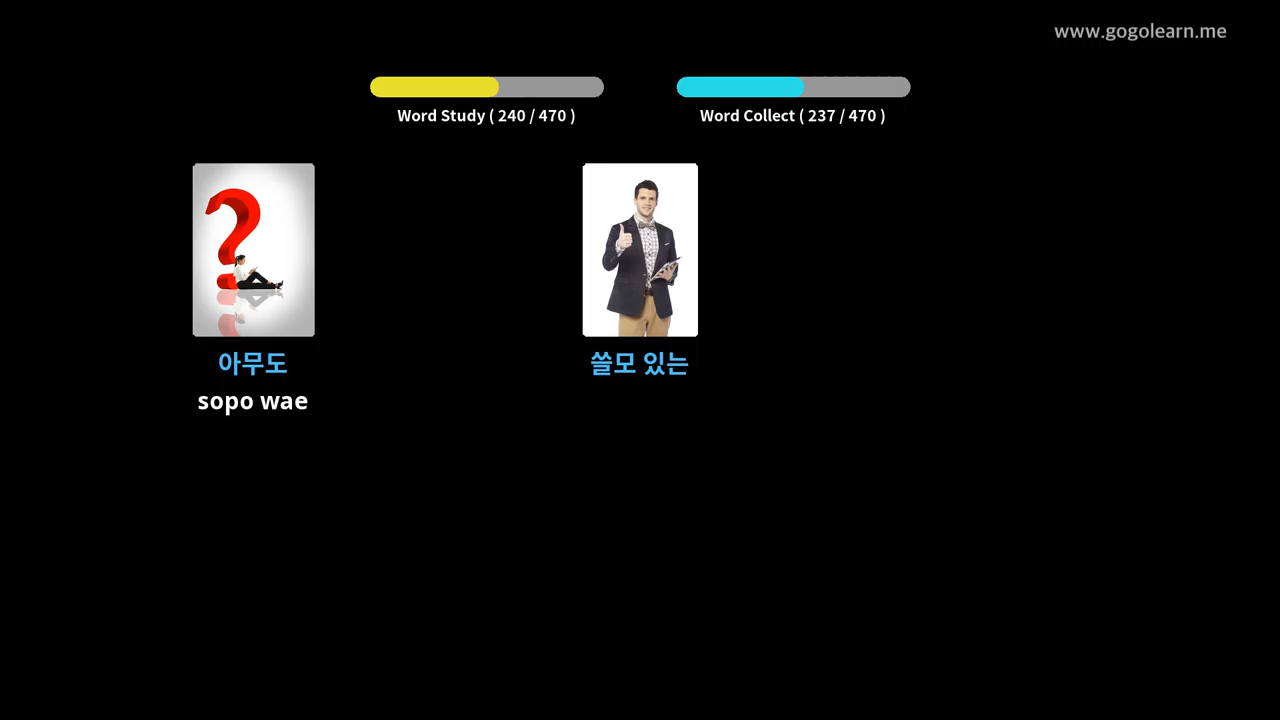 www.gogolearn.me
Word Study ( 240 / 470 )
Word Collect ( 237 / 470 )
아무도
쓸모 있는
sopo wae